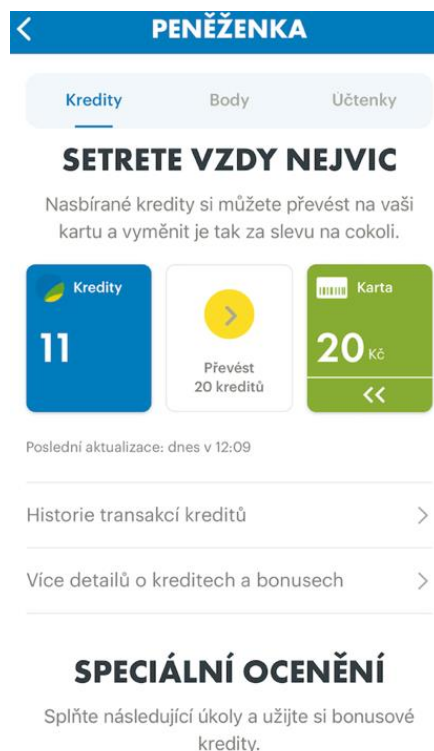 PENĚŽENKA
Kredity Body Účtenky
SETRETE VZDY NEJVIC
Nasbírané kredity si můžete převést na vaši
kartu a vyměnit je tak za slevu na cokoli.
Kredity
11
Převést
20 kreditů
Karta
20 Kč
Poslední aktualizace: dnes v 12:09
Historie transakcí kreditů
Více detailů o kreditech a bonusech
SPECIÁLNÍ OCENĚNÍ
Splňte následující úkoly a užijte si bonusové
kredity.